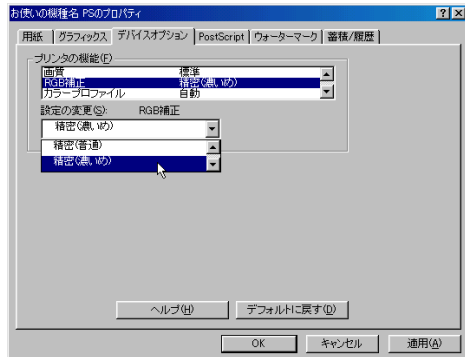 お使いの機種名 PSのプロパティ
用紙 グラフィックス デバイスオプション PostScript ウォーターマーク 蓄積/履歴
プリンタの機能(F)
画質 標準
RGB補正 精密(濃いめ)
カラープロファイル 自動
設定の変更(S): RGB補正
精密(濃いめ)
精密(普通)
精密(濃いめ)
ヘルプ(H) デフォルトに戻す(D)
OK キャンセル 適用(A)